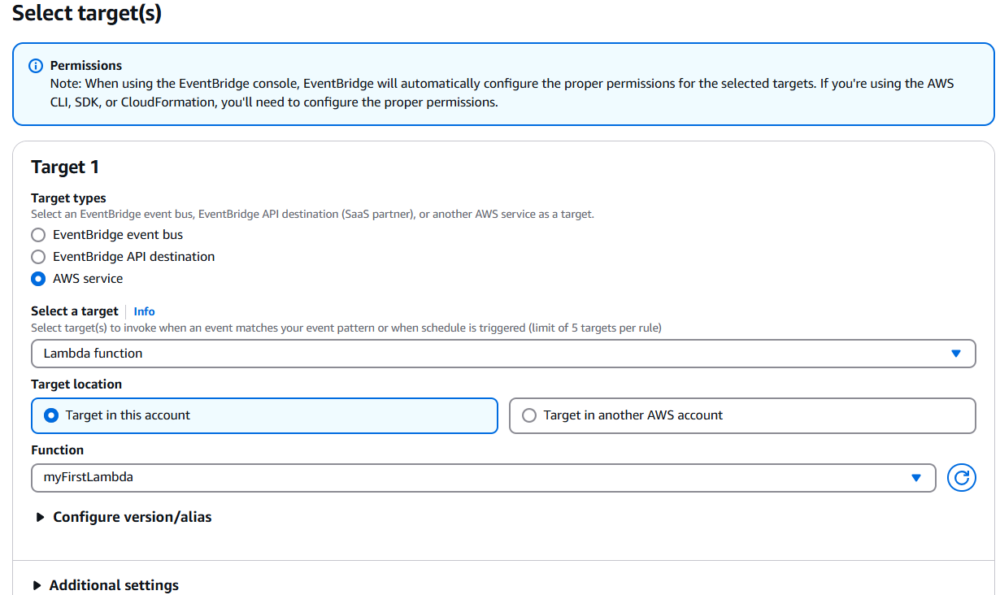 Select target(s)
Permissions
Note: When using the EventBridge console, EventBridge will automatically configure the proper permissions for the selected targets. If you're using the AWS
CLI, SDK, or CloudFormation, you'll need to configure the proper permissions.
Target 1
Target types
Select an EventBridge event bus, EventBridge API destination (SaaS partner), or another AWS service as a target.
EventBridge event bus
EventBridge API destination
AWS service
Select a target Info
Select target(s) to invoke when an event matches your event pattern or when schedule is triggered (limit of 5 targets per rule)
Lambda function
Target location
Target in this account Target in another AWS account
Function
myFirstLambda
Configure version/alias
Additional settings